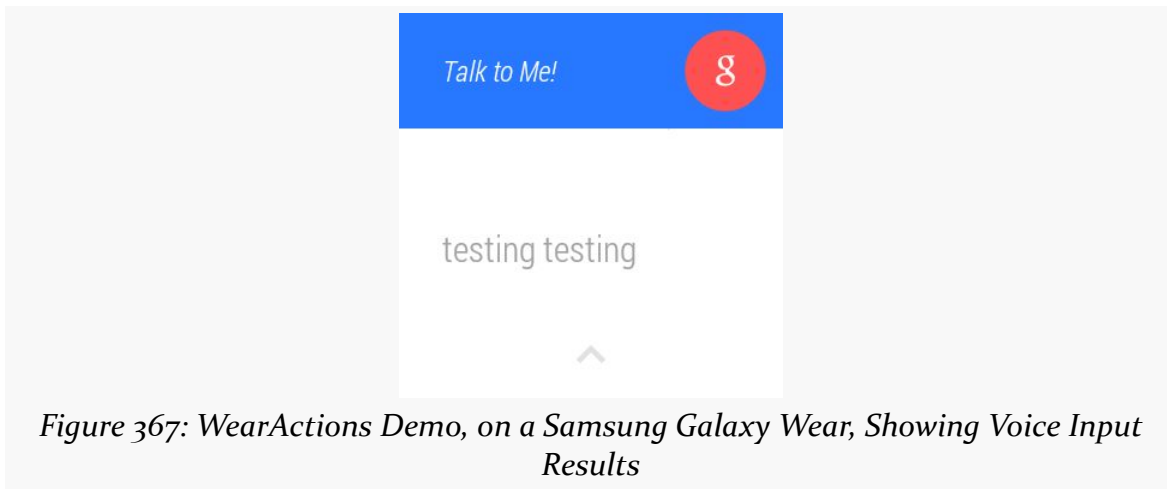 Talk to Me!
g
testing testing
Figure 367: WearActions Demo, on a Samsung Galaxy Wear, Showing Voice Input
Results